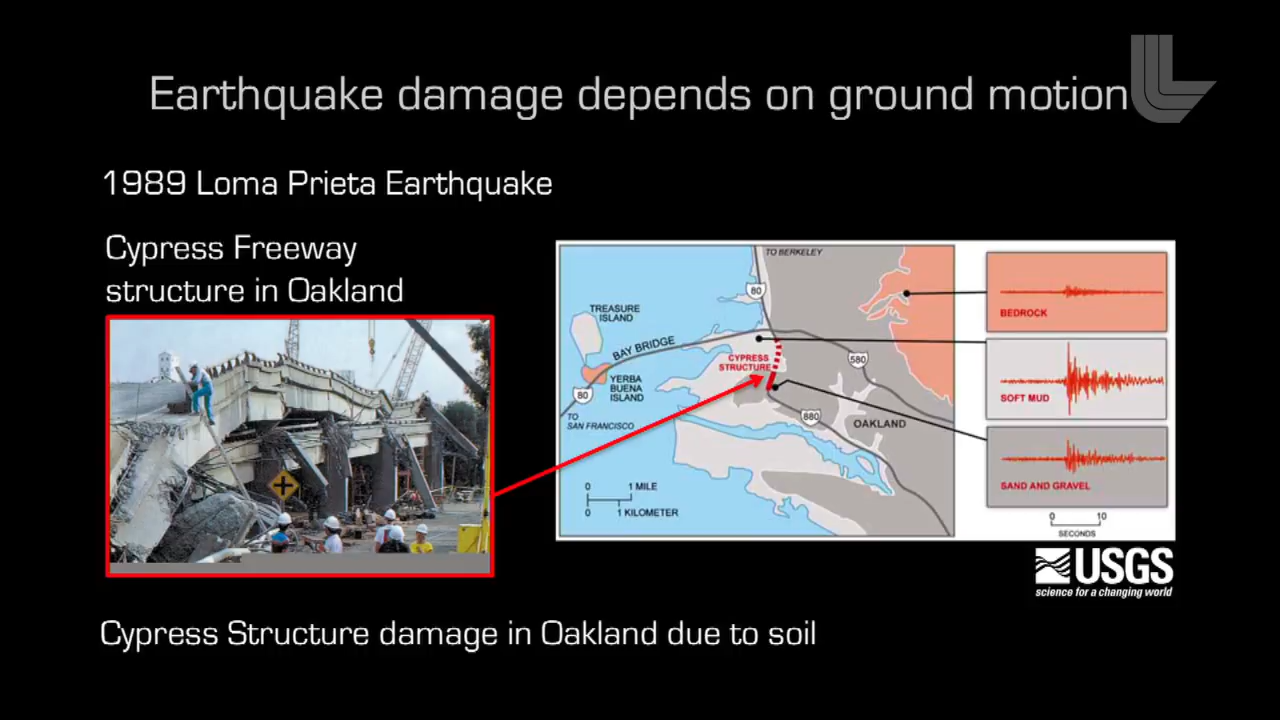 Earthquake damage depends on ground motion
1989 Loma Prieta Earthquake
Cypress Freeway
structure in Oakland
TO BERKELEY
80
TREASURE
ISLAND
BAY BRIDGE
CYPRESS
STRUCTURE
580
YERBA
BUENA
ISLAND
80
TO
SAN FRANCISCO
880
OAKLAND
0 1 MILE
0 1 KILOMETER
BEDROCK
SOFT MUD
SAND AND GRAVEL
0 10
SECONDS
USGS
science for a changing world
Cypress Structure damage in Oakland due to soil